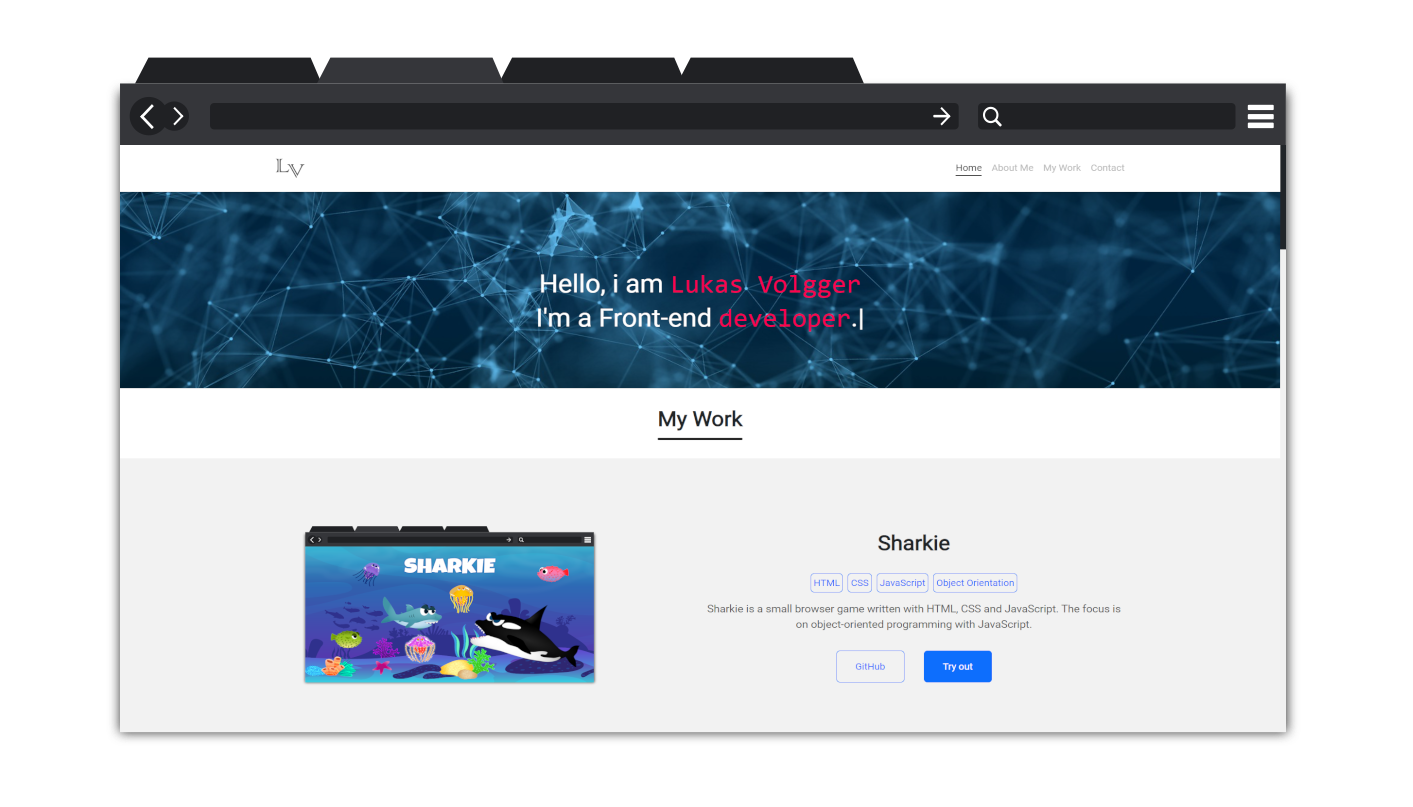 LV
Home About Me My Work Contact
Hello, i am Lukas Volgger
I'm a Front-end developer.|
My Work
SHARKIE
Sharkie
HTML CSS JavaScript Object Orientation
Sharkie is a small browser game written with HTML, CSS and JavaScript. The focus is
on object-oriented programming with JavaScript.
GitHub Try out